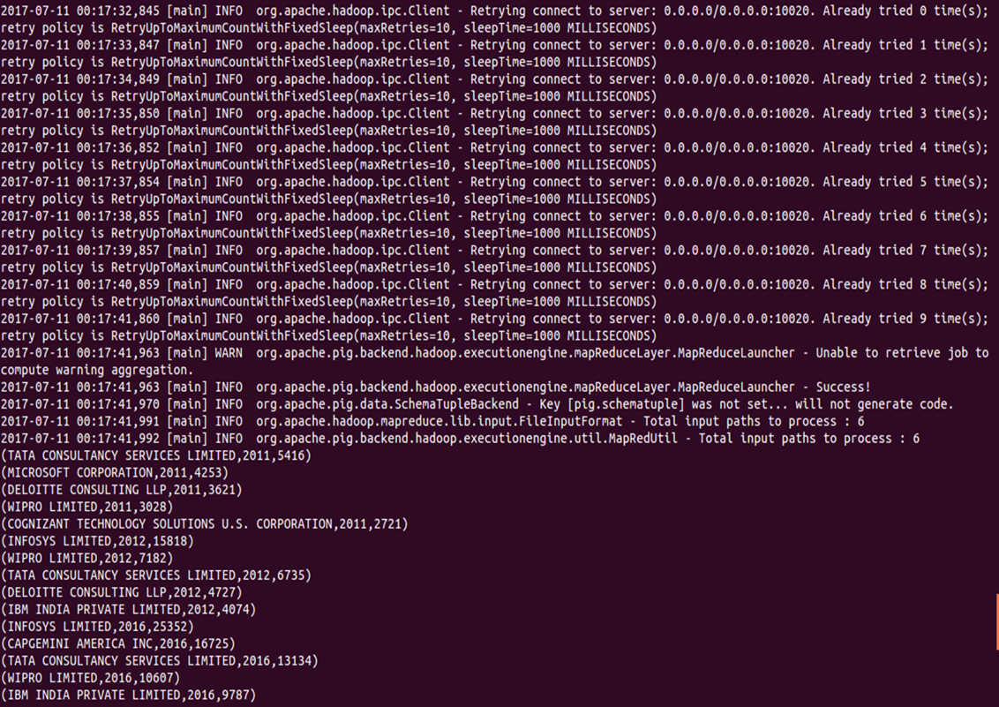 2017-07-11 00:17:32,845 [main] INFO  org.apache.hadoop.ipc.Client - Retrying connect to server: 0.0.0.0/0.0.0.0:10020. Already tried 0 time(s);
retry policy is RetryUpToMaximumCountWithFixedSleep(maxRetries=10, sleepTime=1000 MILLISECONDS)
2017-07-11 00:17:33,847 [main] INFO  org.apache.hadoop.ipc.Client - Retrying connect to server: 0.0.0.0/0.0.0.0:10020. Already tried 1 time(s);
retry policy is RetryUpToMaximumCountWithFixedSleep(maxRetries=10, sleepTime=1000 MILLISECONDS)
2017-07-11 00:17:34,849 [main] INFO  org.apache.hadoop.ipc.Client - Retrying connect to server: 0.0.0.0/0.0.0.0:10020. Already tried 2 time(s);
retry policy is RetryUpToMaximumCountWithFixedSleep(maxRetries=10, sleepTime=1000 MILLISECONDS)
2017-07-11 00:17:35,850 [main] INFO  org.apache.hadoop.ipc.Client - Retrying connect to server: 0.0.0.0/0.0.0.0:10020. Already tried 3 time(s);
retry policy is RetryUpToMaximumCountWithFixedSleep(maxRetries=10, sleepTime=1000 MILLISECONDS)
2017-07-11 00:17:36,852 [main] INFO  org.apache.hadoop.ipc.Client - Retrying connect to server: 0.0.0.0/0.0.0.0:10020. Already tried 4 time(s);
retry policy is RetryUpToMaximumCountWithFixedSleep(maxRetries=10, sleepTime=1000 MILLISECONDS)
2017-07-11 00:17:37,854 [main] INFO  org.apache.hadoop.ipc.Client - Retrying connect to server: 0.0.0.0/0.0.0.0:10020. Already tried 5 time(s);
retry policy is RetryUpToMaximumCountWithFixedSleep(maxRetries=10, sleepTime=1000 MILLISECONDS)
2017-07-11 00:17:38,855 [main] INFO  org.apache.hadoop.ipc.Client - Retrying connect to server: 0.0.0.0/0.0.0.0:10020. Already tried 6 time(s);
retry policy is RetryUpToMaximumCountWithFixedSleep(maxRetries=10, sleepTime=1000 MILLISECONDS)
2017-07-11 00:17:39,857 [main] INFO  org.apache.hadoop.ipc.Client - Retrying connect to server: 0.0.0.0/0.0.0.0:10020. Already tried 7 time(s);
retry policy is RetryUpToMaximumCountWithFixedSleep(maxRetries=10, sleepTime=1000 MILLISECONDS)
2017-07-11 00:17:40,859 [main] INFO  org.apache.hadoop.ipc.Client - Retrying connect to server: 0.0.0.0/0.0.0.0:10020. Already tried 8 time(s);
retry policy is RetryUpToMaximumCountWithFixedSleep(maxRetries=10, sleepTime=1000 MILLISECONDS)
2017-07-11 00:17:41,860 [main] INFO  org.apache.hadoop.ipc.Client - Retrying connect to server: 0.0.0.0/0.0.0.0:10020. Already tried 9 time(s);
retry policy is RetryUpToMaximumCountWithFixedSleep(maxRetries=10, sleepTime=1000 MILLISECONDS)
2017-07-11 00:17:41,963 [main] WARN  org.apache.pig.backend.hadoop.executionengine.mapReduceLayer.MapReduceLauncher - Unable to retrieve job to
compute warning aggregation.
2017-07-11 00:17:41,963 [main] INFO  org.apache.pig.backend.hadoop.executionengine.mapReduceLayer.MapReduceLauncher - Success!
2017-07-11 00:17:41,970 [main] INFO  org.apache.pig.data.SchemaTupleBackend - Key [pig.schematuple] was not set... will not generate code.
2017-07-11 00:17:41,991 [main] INFO  org.apache.hadoop.mapreduce.lib.input.FileInputFormat - Total input paths to process : 6
2017-07-11 00:17:41,992 [main] INFO  org.apache.pig.backend.hadoop.executionengine.util.MapRedUtil - Total input paths to process : 6
(TATA CONSULTANCY SERVICES LIMITED,2011,5416)
(MICROSOFT CORPORATION,2011,4253)
(DELOITTE CONSULTING LLP,2011,3621)
(WIPRO LIMITED,2011,3028)
(COGNIZANT TECHNOLOGY SOLUTIONS U.S. CORPORATION,2011,2721)
(INFOSYS LIMITED,2012,15818)
(WIPRO LIMITED,2012,7182)
(TATA CONSULTANCY SERVICES LIMITED,2012,6735)
(DELOITTE CONSULTING LLP,2012,4727)
(IBM INDIA PRIVATE LIMITED,2012,4074)
(INFOSYS LIMITED,2016,25352)
(CAPGEMINI AMERICA INC,2016,16725)
(TATA CONSULTANCY SERVICES LIMITED,2016,13134)
(WIPRO LIMITED,2016,10607)
(IBM INDIA PRIVATE LIMITED,2016,9787)